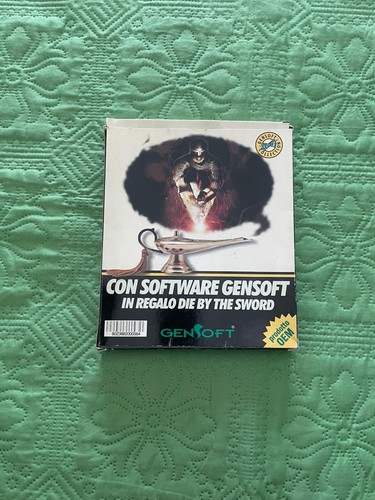 CON SOFTWARE GENSOFT
IN REGALO DIE BY THE SWORD
GENSOFT
prodotto
OEM